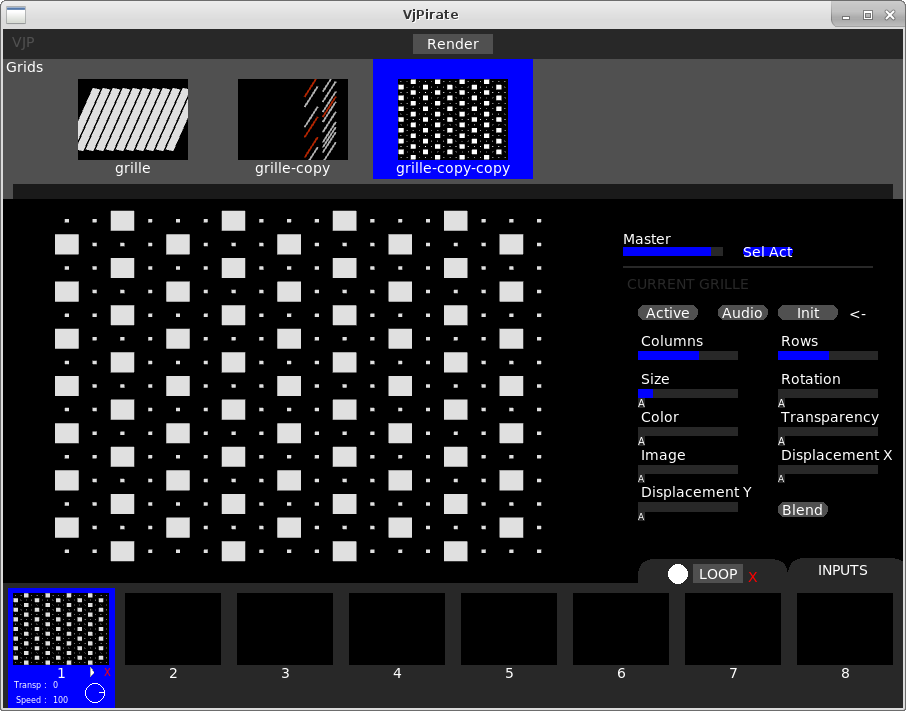 VjPirate
VJP
Render
Grids
grille
grille-copy
grille-copy-copy
Master
Sel Act
CURRENT GRILLE
Active
Audio
Init
<-
Columns
Rows
Size
Rotation
A
A
Color
Transparency
A
A
Image
Displacement X
A
A
Displacement Y
A
Blend
LOOP
X
INPUTS
1
X
2
3
4
5
6
7
8
Transp : 0
Speed : 100